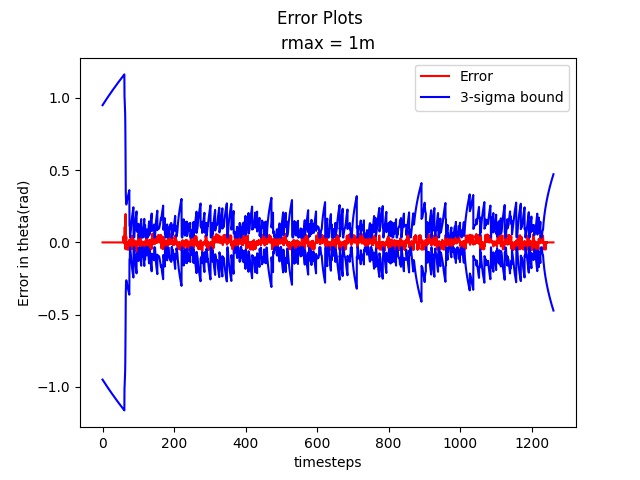 Error Plots
rmax = 1m
Error
3-sigma bound
Error in theta(rad)
1.0
0.5
0.0
−0.5
−1.0
0 200 400 600 800 1000 1200
timesteps